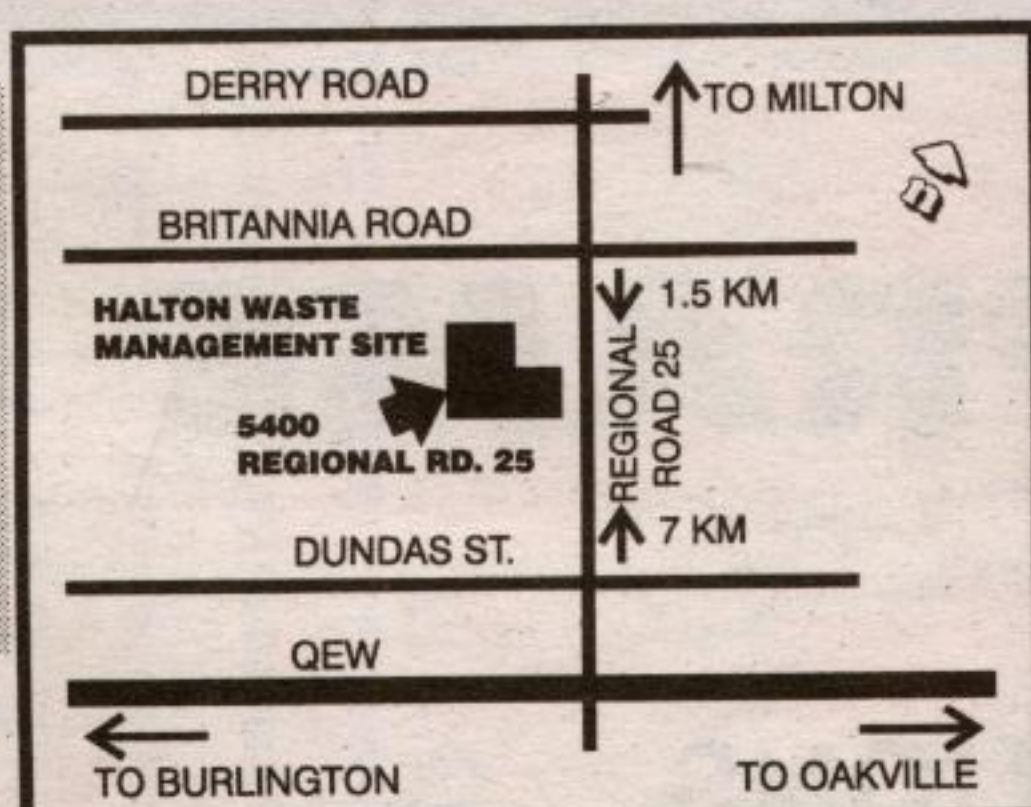 DERRY ROAD
TO MILTON
n
BRITANNIA ROAD
1.5 KM
HALTON WASTE
MANAGEMENT SITE
REGIONAL
ROAD 25
5400
REGIONAL RD. 25
7 KM
DUNDAS ST.
QEW
TO BURLINGTON
TO OAKVILLE